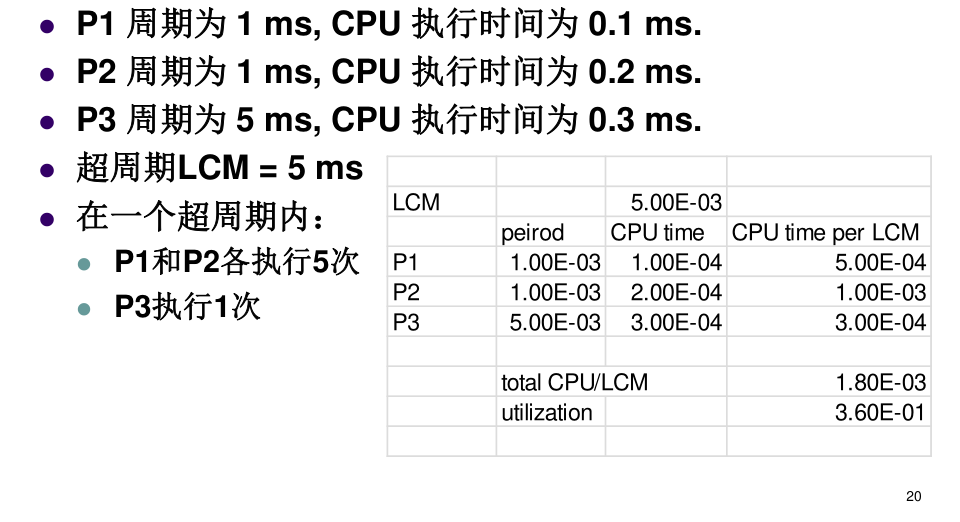 P1 周期为 1 ms, CPU 执行时间为 0.1 ms.
P2 周期为 1 ms, CPU 执行时间为 0.2 ms.
P3 周期为 5 ms, CPU 执行时间为 0.3 ms.
超周期LCM = 5 ms
在一个超周期内：
P1和P2各执行5次
P3执行1次
LCM 5.00E-03
peirod CPU time CPU time per LCM
P1 1.00E-03 1.00E-04 5.00E-04
P2 1.00E-03 2.00E-04 1.00E-03
P3 5.00E-03 3.00E-04 3.00E-04
total CPU/LCM 1.80E-03
utilization 3.60E-01
20